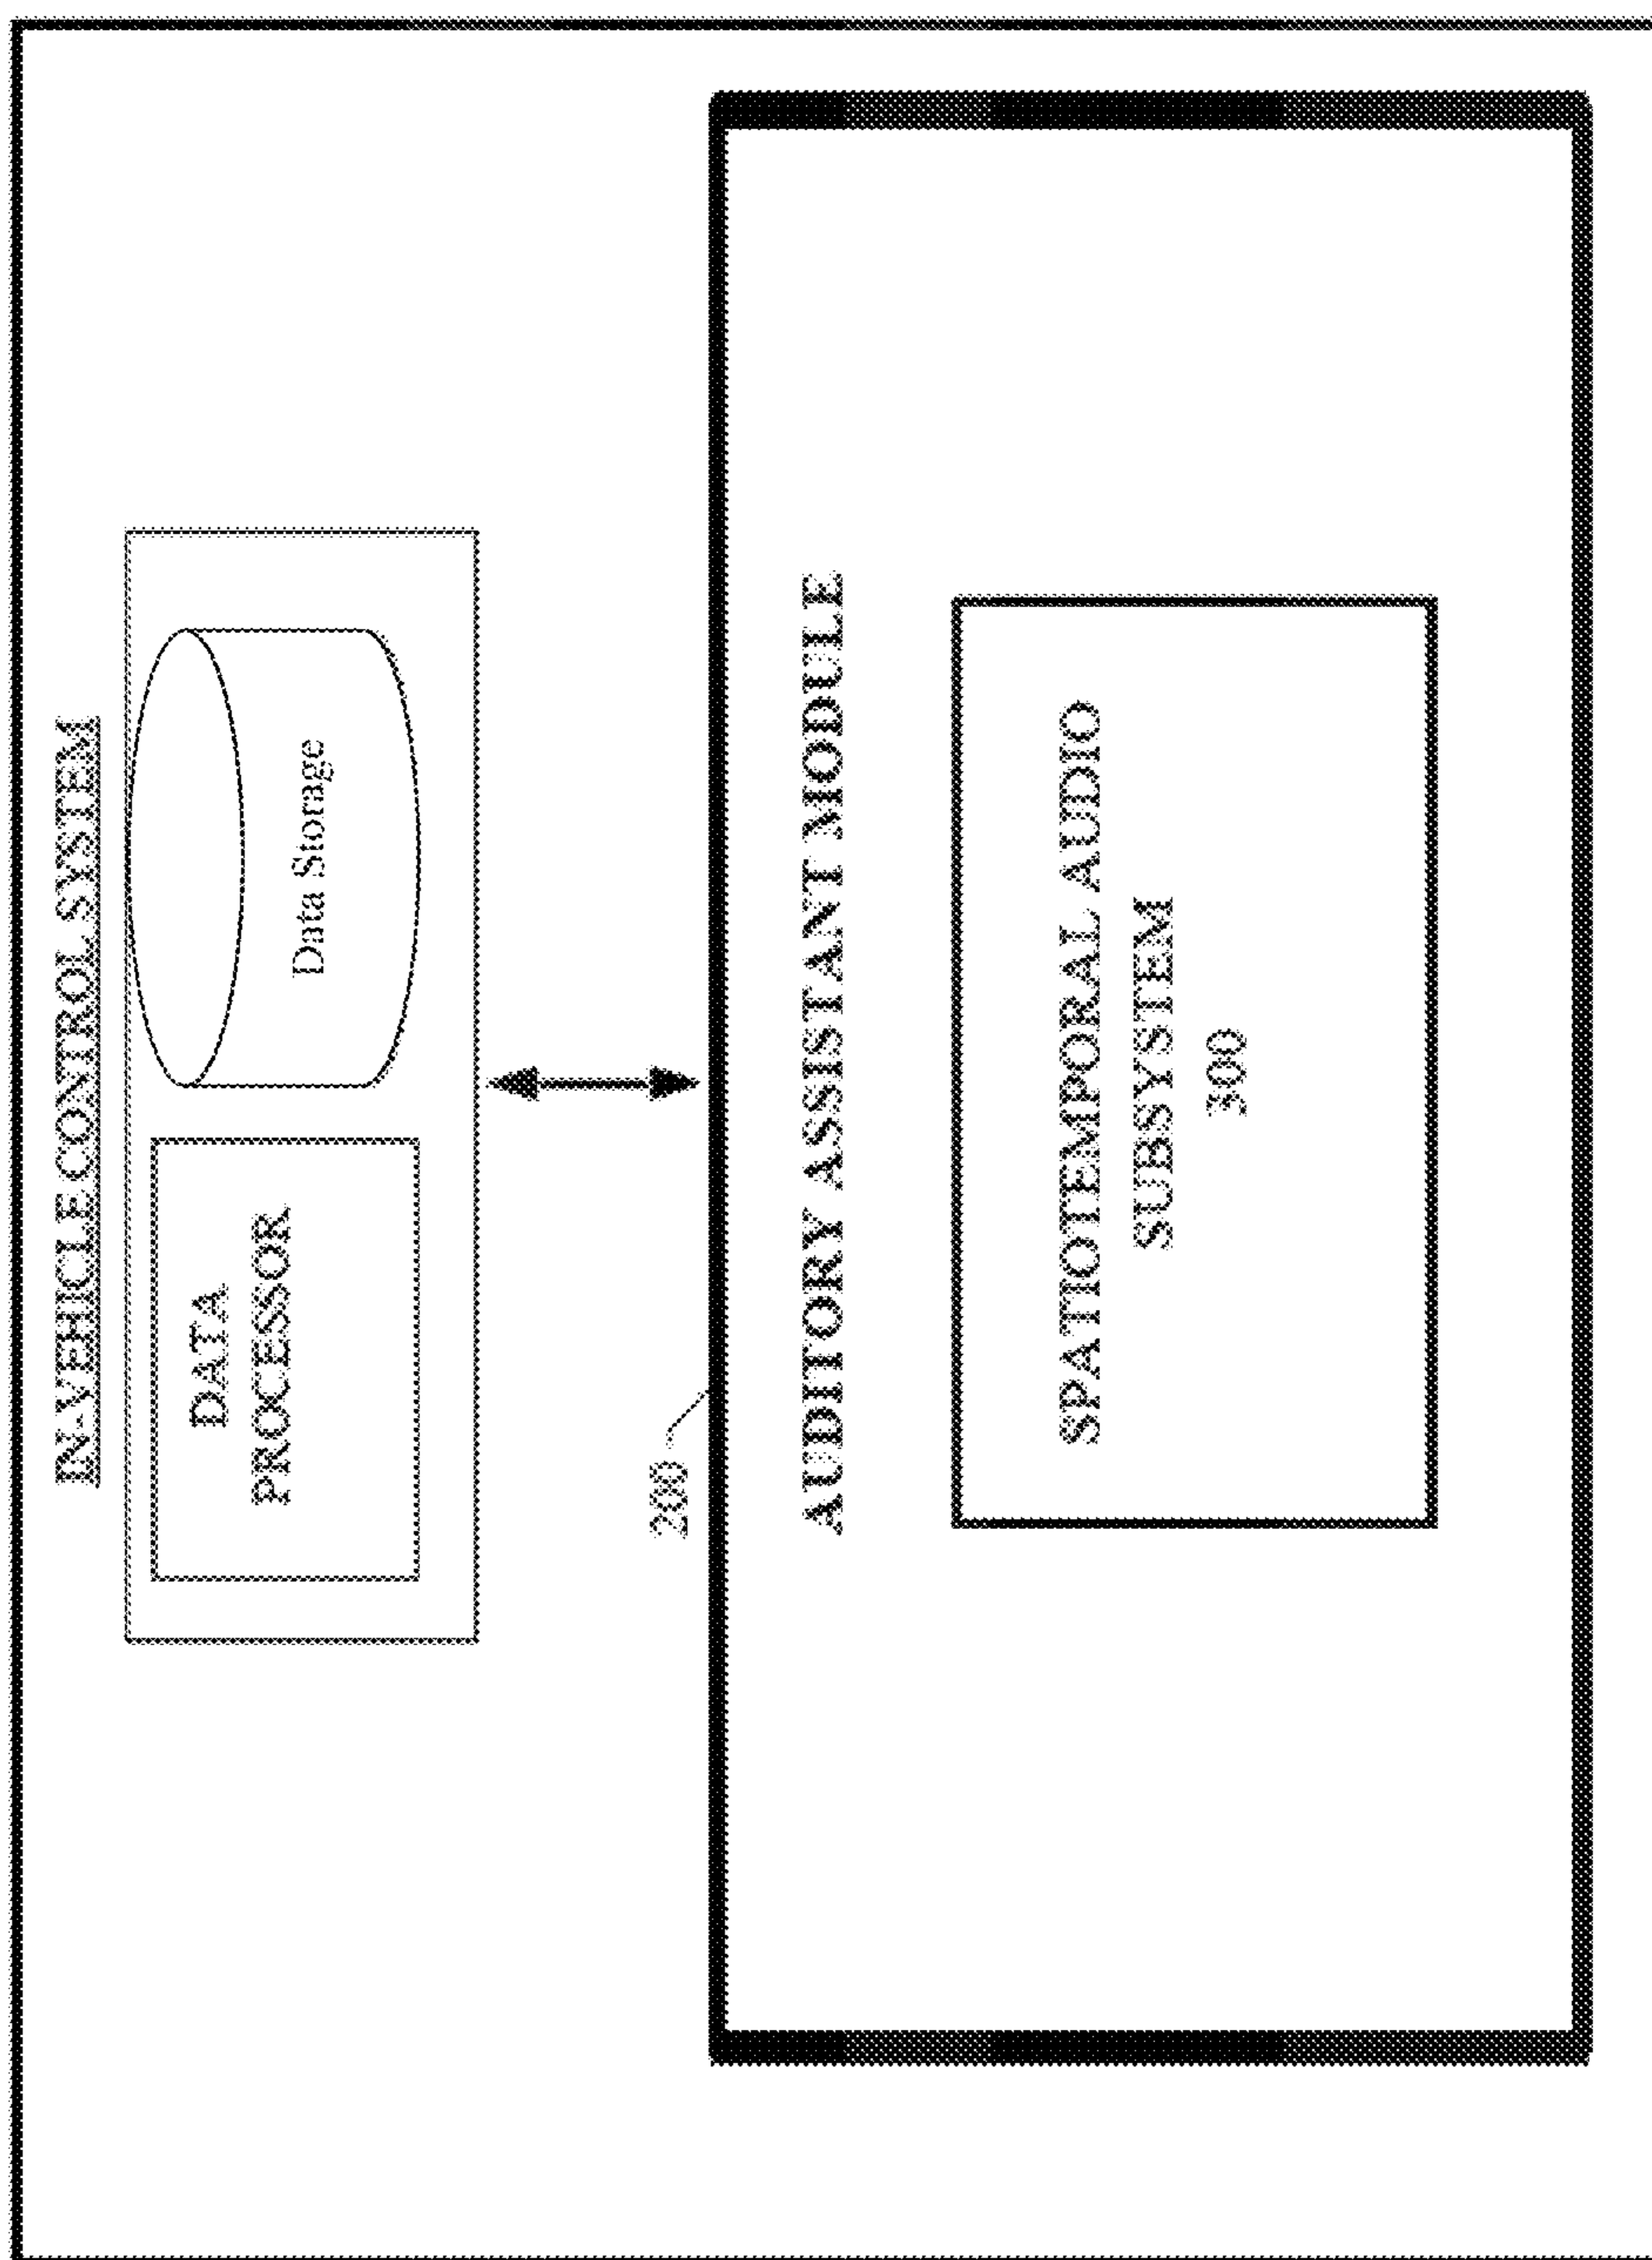 IN-VEHICLE CONTROL SYSTEM
DATA
PROCESSOR
Data Storage
200
AUDITORY ASSISTANT MODULE
SPATIOTEMPORAL AUDIO
SUBSYSTEM
300